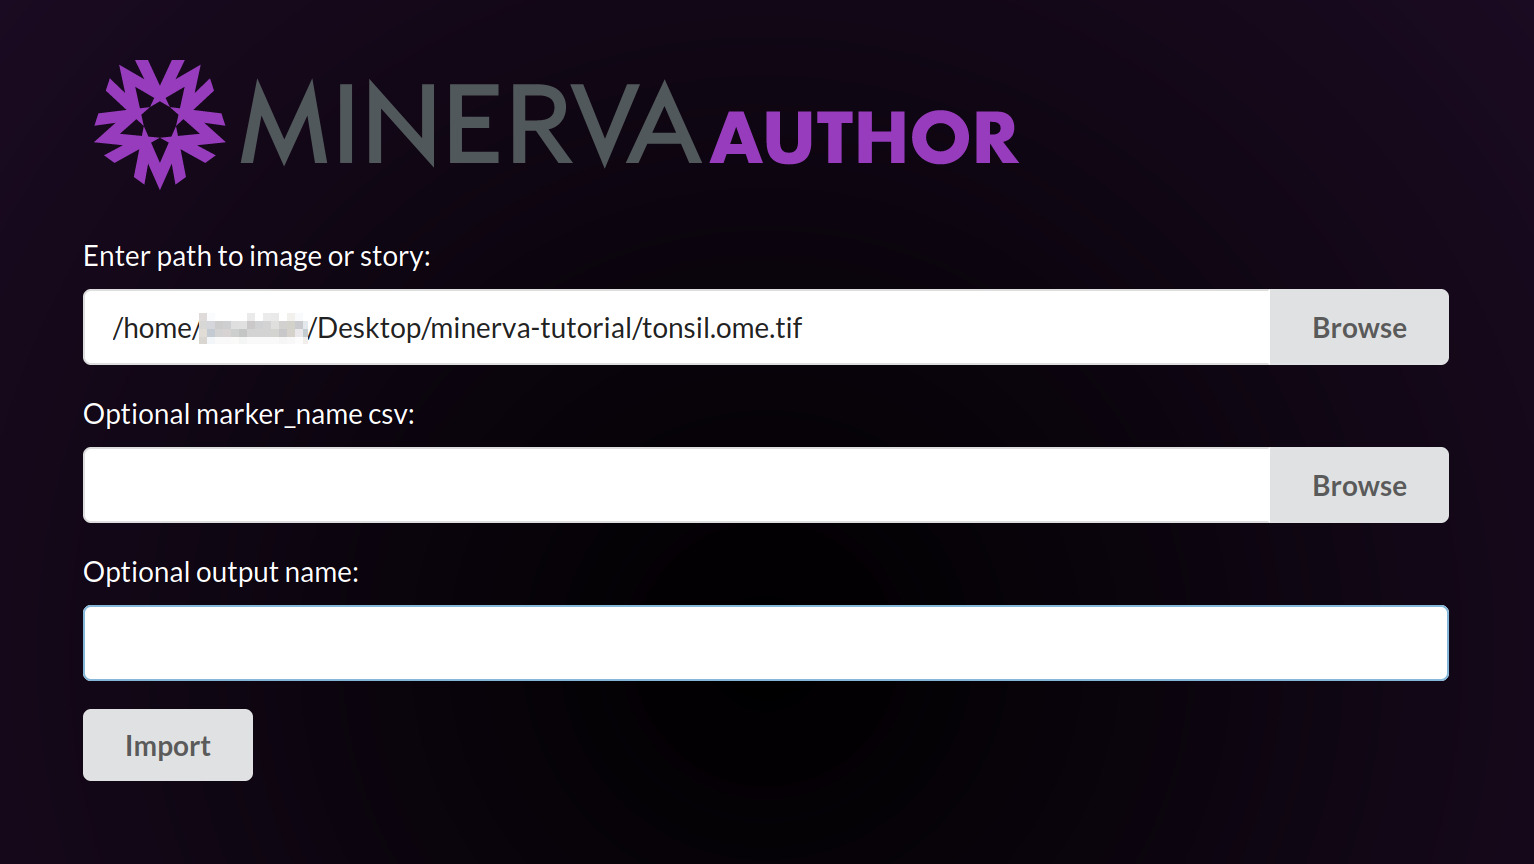 MINERVA AUTHOR
Enter path to image or story:
/home/ /Desktop/minerva-tutorial/tonsil.ome.tif
Browse
Optional marker_name csv:
Browse
Optional output name:
Import